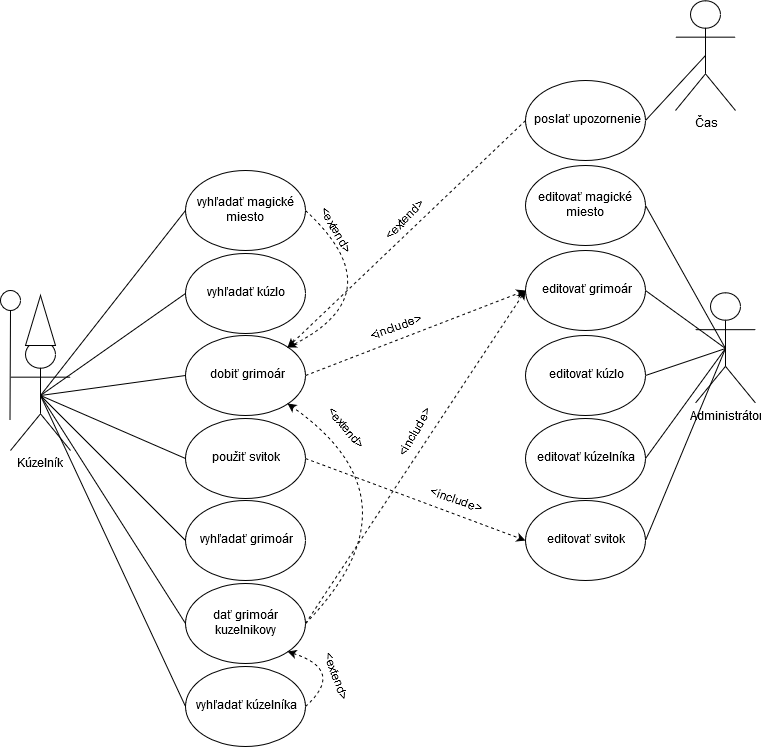 Čas
poslať upozornenie
vyhľadať magické
miesto
<extend>
<extend>
editovať magické
miesto
vyhľadať kúzlo
<include>
editovať grimoár
dobiť grimoár
editovať kúzlo
Administrátor
<extend>
<include>
Kúzelník
použiť svitok
editovať kúzelníka
<include>
vyhľadať grimoár
editovať svitok
dať grimoár
kuzelnikovy
<extend>
vyhľadať kúzelníka